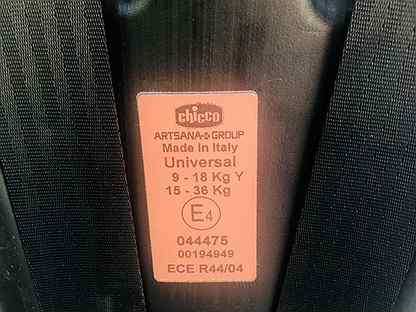 chicco
ARTSANA GROUP
Made in Italy
Universal
9 - 18 Kg Y
15 - 36 Kg
E4
044475
00194949
ECE R44/04